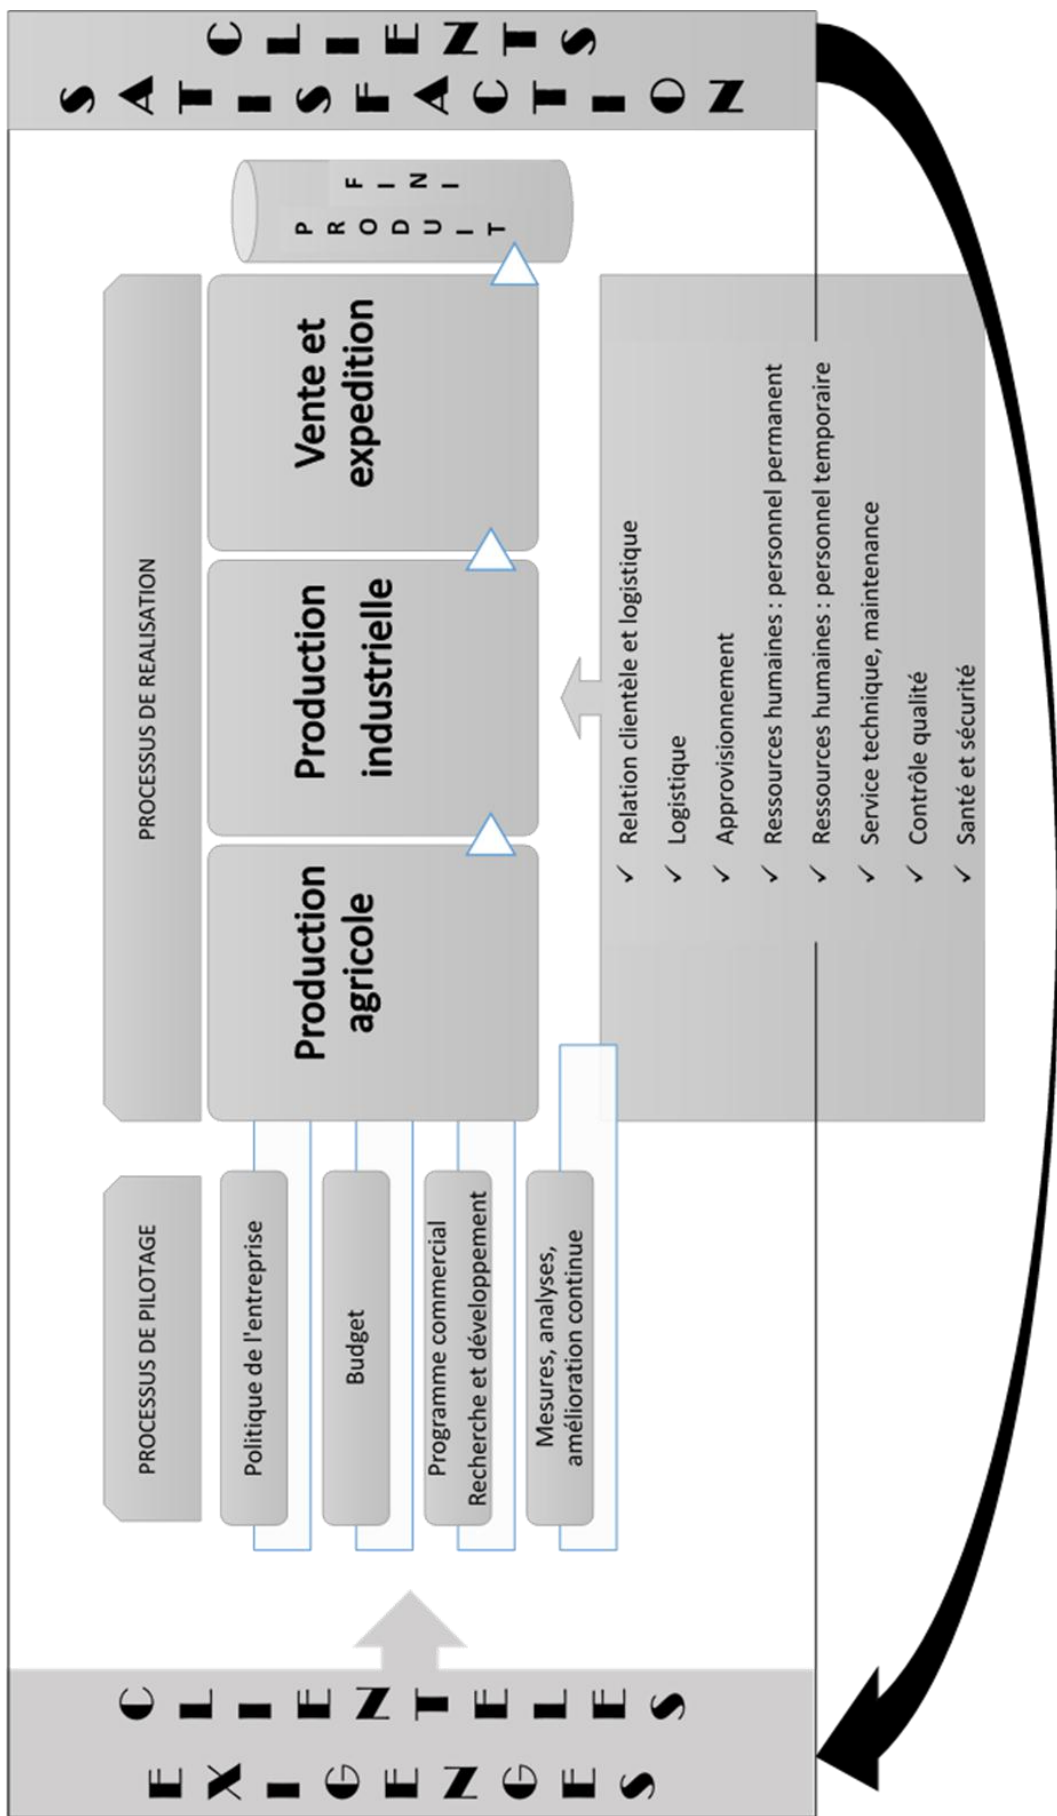 EXIGENGES
CLIENTELES
PROCESSUS DE PILOTAGE
Politique de l'entreprise
Budget
Programme commercial
Recherche et développement
Mesures, analyses,
amélioration continue
PROCESSUS DE REALISATION
Production
agricole
Production
industrielle
Vente et
expedition
PRODUIT
FINI
✓ Relation clientèle et logistique
✓ Logistique
✓ Approvisionnement
✓ Ressources humaines : personnel permanent
✓ Ressources humaines : personnel temporaire
✓ Service technique, maintenance
✓ Contrôle qualité
✓ Santé et sécurité
SATISFACTION
CLIENTS